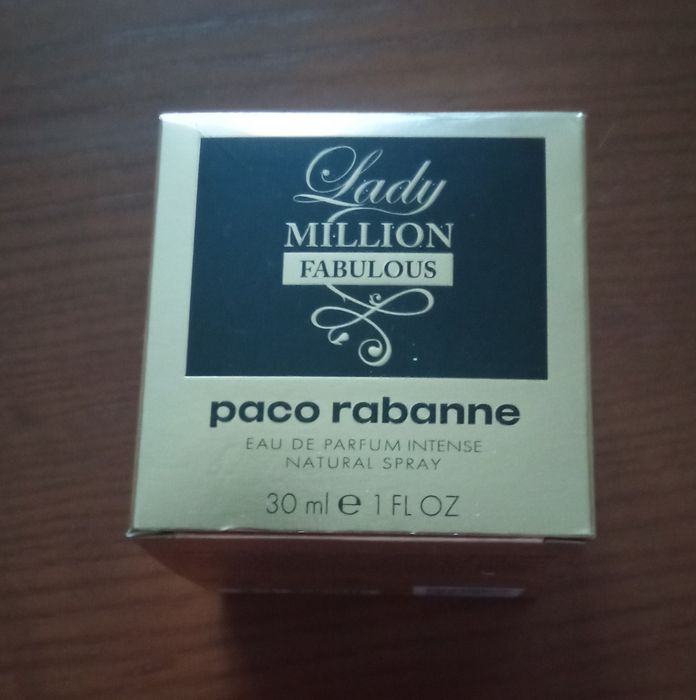 Lady
MILLION
FABULOUS
paco rabanne
EAU DE PARFUM INTENSE
NATURAL SPRAY
30 ml e 1 FL OZ